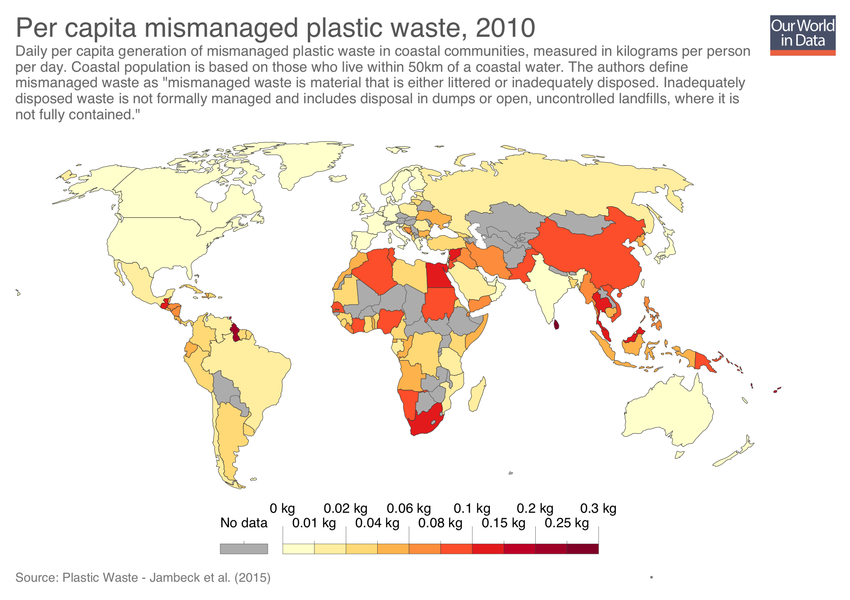 Per capita mismanaged plastic waste, 2010
Our World
in Data
Daily per capita generation of mismanaged plastic waste in coastal communities, measured in kilograms per person
per day. Coastal population is based on those who live within 50km of a coastal water. The authors define
mismanaged waste as "mismanaged waste is material that is either littered or inadequately disposed. Inadequately
disposed waste is not formally managed and includes disposal in dumps or open, uncontrolled landfills, where it is
not fully contained."
0 kg 0.02 kg 0.06 kg 0.1 kg 0.2 kg 0.3 kg
No data 0.01 kg 0.04 kg 0.08 kg 0.15 kg 0.25 kg
Source: Plastic Waste - Jambeck et al. (2015)